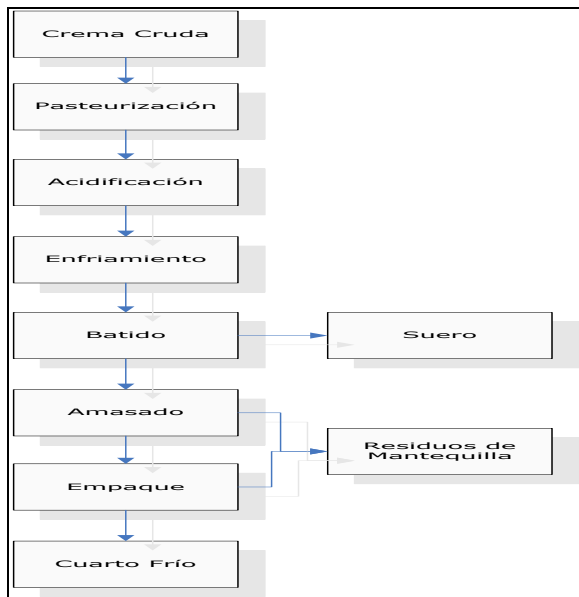 Crema Cruda
Pasteurización
Acidificación
Enfriamiento
Batido
Suero
Amasado
Residuos de
Mantequilla
Empaque
Cuarto Frío